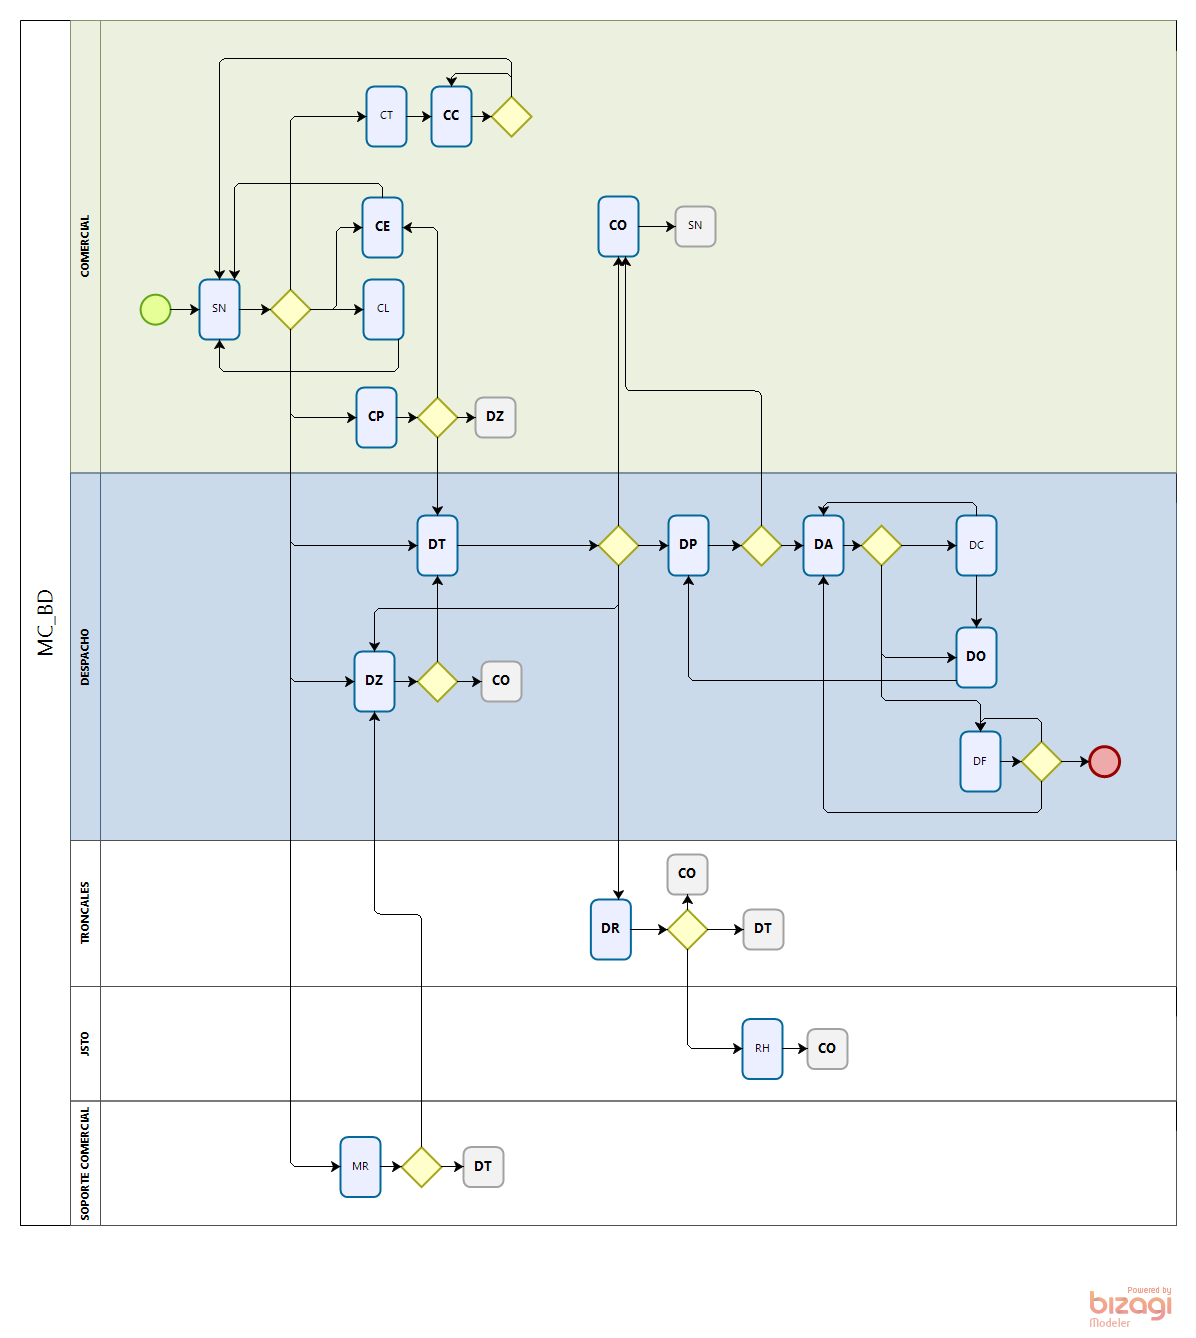 MC_BD
COMERCIAL
CT
CC
CE
CO
SN
SN
CL
CP
DZ
DESPACHO
DT
DP
DA
DC
DZ
CO
DO
DF
TRONCALES
CO
DR
DT
JSTO
RH
CO
SOPORTE COMERCIAL
MR
DT
Powered by
bizagi
Modeler